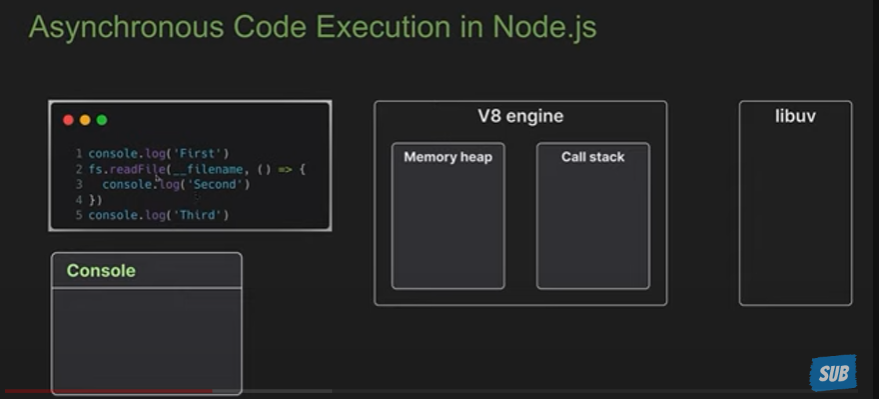 Asynchronous Code Execution in Node.js
1 console.log('First')
2 fs.readFile(__filename, () => {
3   console.log('Second')
4 })
5 console.log('Third')
Console
V8 engine
Memory heap
Call stack
libuv
SUB